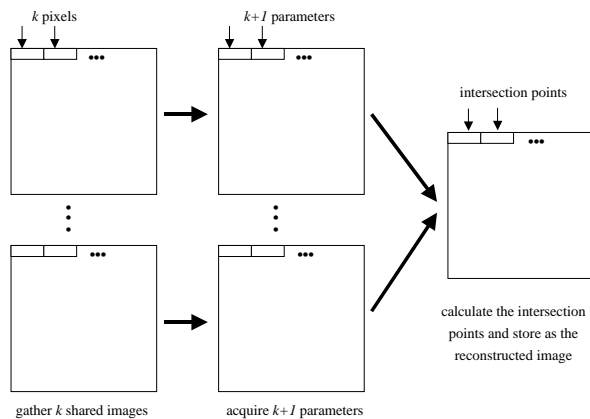 k pixels
k+1 parameters
intersection points
calculate the intersection
points and store as the
reconstructed image
gather k shared images
acquire k+1 parameters